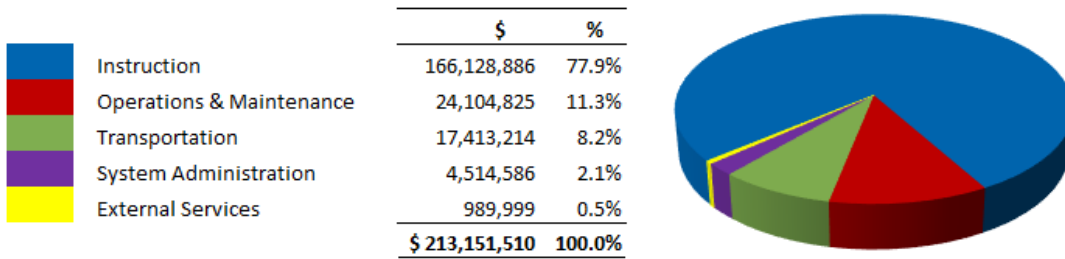 $ %
Instruction 166,128,886 77.9%
Operations & Maintenance 24,104,825 11.3%
Transportation 17,413,214 8.2%
System Administration 4,514,586 2.1%
External Services 989,999 0.5%
$ 213,151,510 100.0%